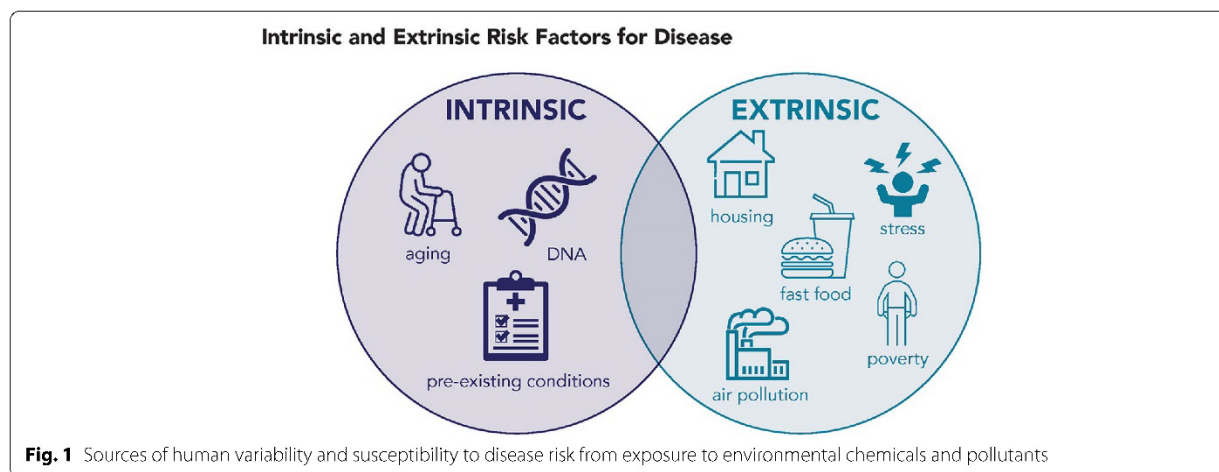 Intrinsic and Extrinsic Risk Factors for Disease
INTRINSIC
aging
DNA
pre-existing conditions
EXTRINSIC
housing
stress
fast food
poverty
air pollution
Fig. 1 Sources of human variability and susceptibility to disease risk from exposure to environmental chemicals and pollutants